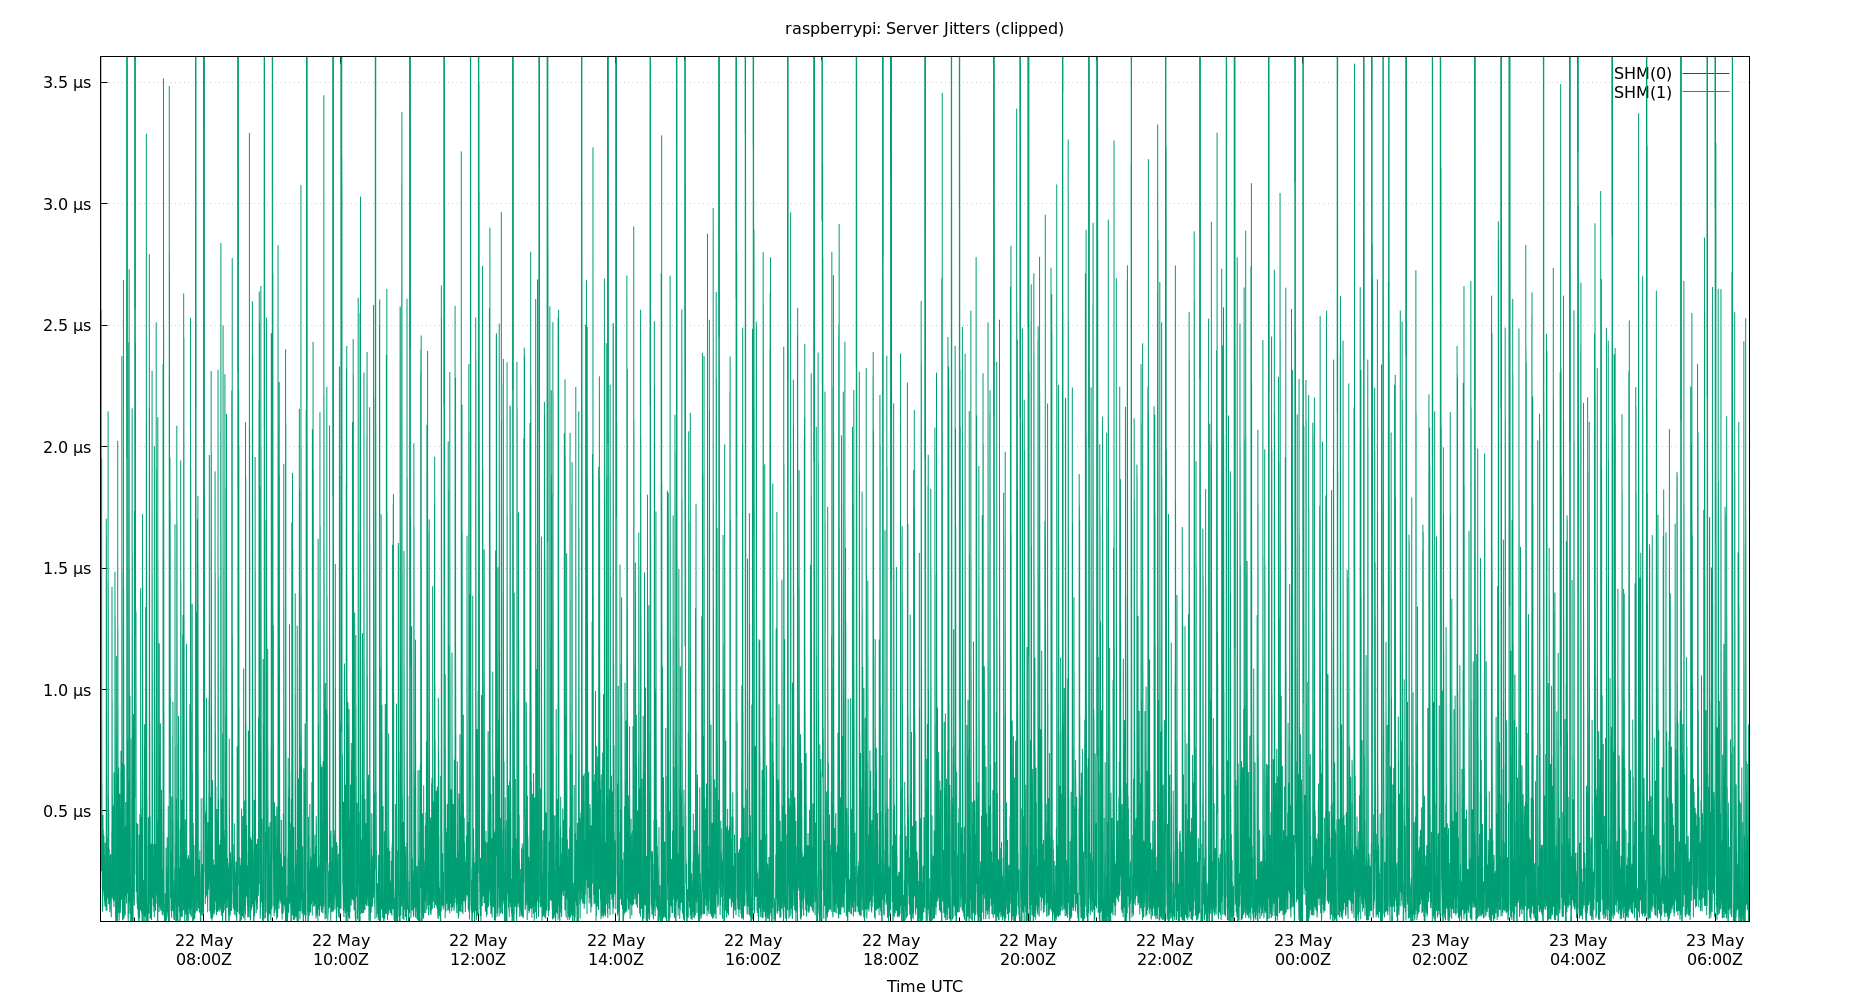 raspberrypi: Server Jitters (clipped)
3.5 µs
3.0 µs
2.5 µs
2.0 µs
1.5 µs
1.0 µs
0.5 µs
SHM(0)
SHM(1)
22 May 22 May 22 May 22 May 22 May 22 May 22 May 22 May 23 May 23 May 23 May 23 May
08:00Z 10:00Z 12:00Z 14:00Z 16:00Z 18:00Z 20:00Z 22:00Z 00:00Z 02:00Z 04:00Z 06:00Z
Time UTC